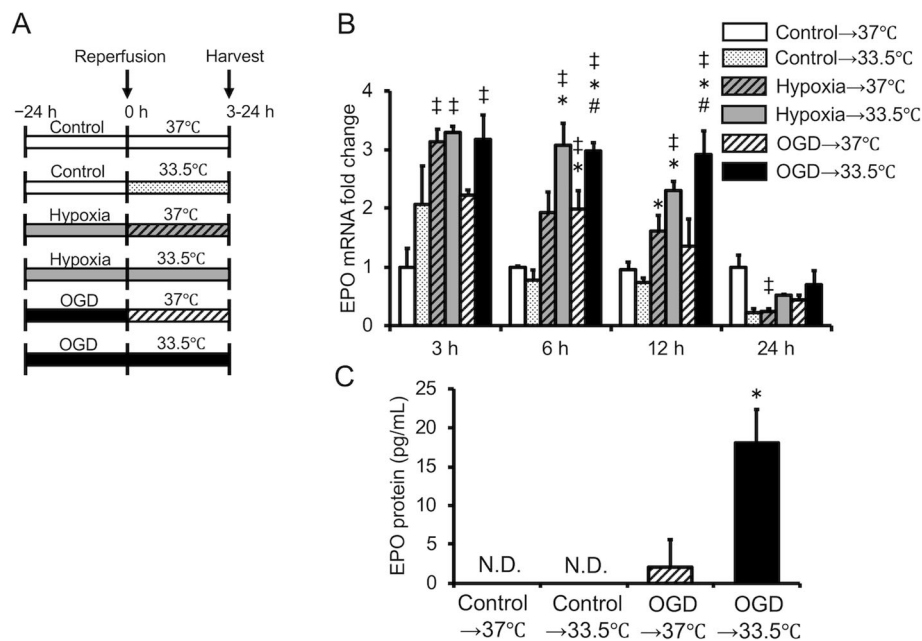 A
Reperfusion
Harvest
−24 h
0 h
3-24 h
Control
37℃
Control
33.5℃
Hypoxia
37℃
Hypoxia
33.5℃
OGD
37℃
OGD
33.5℃
B
Control→37℃
Control→33.5℃
Hypoxia→37℃
Hypoxia→33.5℃
OGD→37℃
OGD→33.5℃
EPO mRNA fold change
4
3
2
1
0
‡
‡
‡
‡
*
‡
*
‡
*
#
*
‡
*
‡
*
#
‡
3 h
6 h
12 h
24 h
C
EPO protein (pg/mL)
25
20
15
10
5
0
N.D.
N.D.
*
Control
→37℃
Control
→33.5℃
OGD
→37℃
OGD
→33.5℃